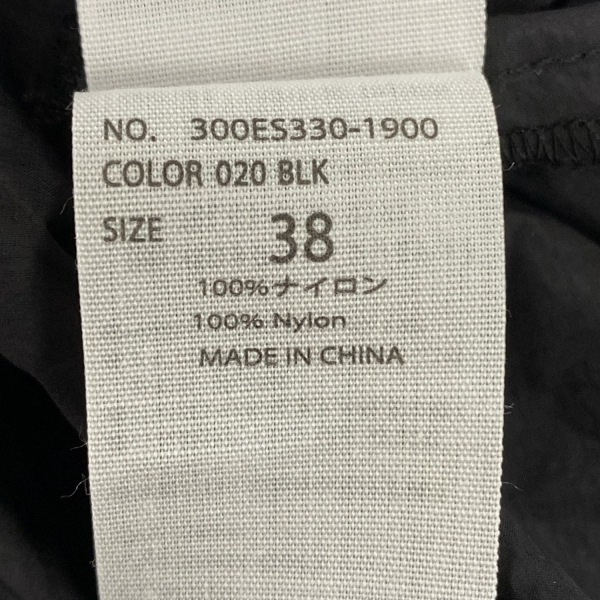 NO. 300ES330-1900
COLOR 020 BLK
SIZE 38
100%ナイロン
100% Nylon
MADE IN CHINA